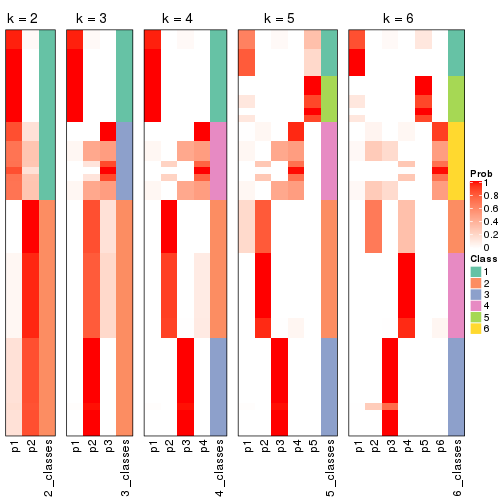 k = 2
k = 3
k = 4
k = 5
k = 6
p1
p2
2_classes
p1
p2
p3
3_classes
p1
p2
p3
p4
4_classes
p1
p2
p3
p4
p5
5_classes
p1
p2
p3
p4
p5
p6
6_classes
Prob
1
0.8
0.6
0.4
0.2
0
Class
1
2
3
4
5
6